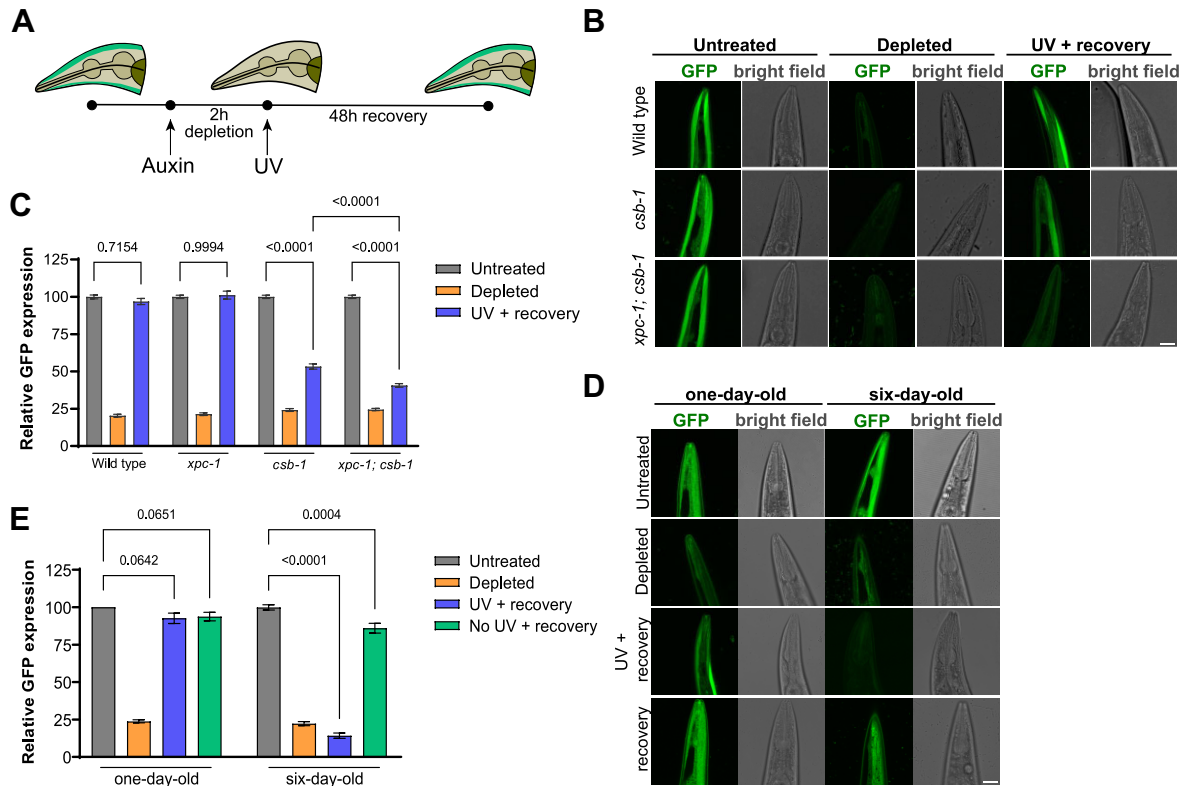 A
2h
depletion
48h recovery
Auxin
UV
B
Untreated
Depleted
UV + recovery
GFP
bright field
GFP
bright field
GFP
bright field
Wild type
csb-1
xpc-1; csb-1
C
<0.0001
0.7154
0.9994
<0.0001
<0.0001
Relative GFP expression
125
100
75
50
25
0
Wild type
xpc-1
csb-1
xpc-1; csb-1
Untreated
Depleted
UV + recovery
D
one-day-old
six-day-old
GFP
bright field
GFP
bright field
Untreated
Depleted
UV +
recovery
recovery
E
0.0651
0.0004
0.0642
<0.0001
Relative GFP expression
125
100
75
50
25
0
one-day-old
six-day-old
Untreated
Depleted
UV + recovery
No UV + recovery